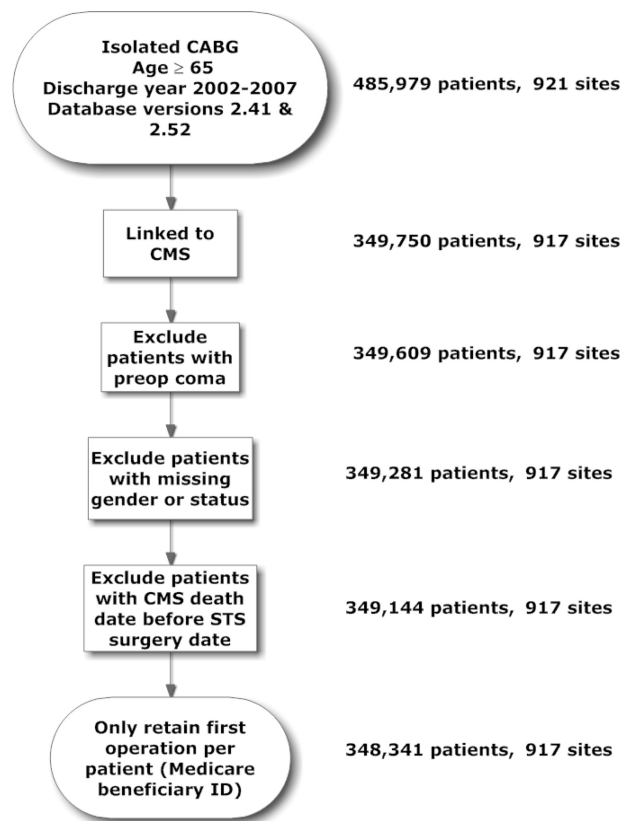 Isolated CABG
Age ≥ 65
Discharge year 2002-2007
Database versions 2.41 &
2.52
485,979 patients, 921 sites
Linked to
CMS
349,750 patients, 917 sites
Exclude
patients with
preop coma
349,609 patients, 917 sites
Exclude patients
with missing
gender or status
349,281 patients, 917 sites
Exclude patients
with CMS death
date before STS
surgery date
349,144 patients, 917 sites
Only retain first
operation per
patient (Medicare
beneficiary ID)
348,341 patients, 917 sites